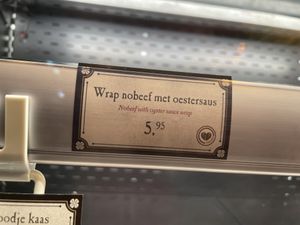 Wrap nobeef met oestersaus
Nobeef with oyster sauce wrap
5.95
oodje kaas